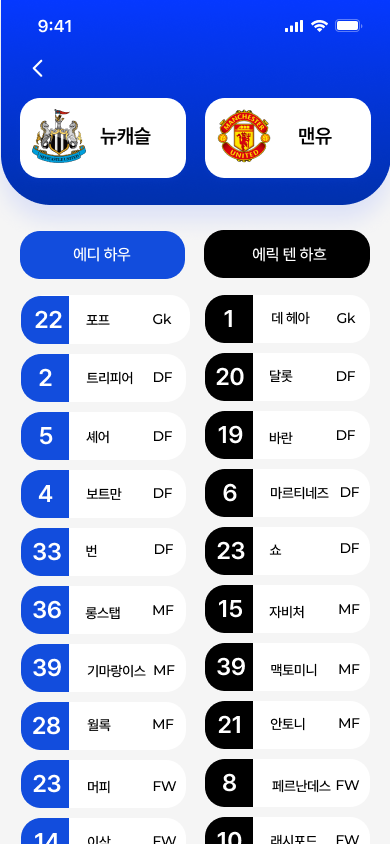 9:41
뉴캐슬
MANCHESTER
UNITED
맨유
에디 하우
에릭 텐 하흐
22 포프 Gk
1 데 헤아 Gk
2 트리피어 DF
20 달롯 DF
5 셰어 DF
19 바란 DF
4 보트만 DF
6 마르티네즈 DF
33 번 DF
23 쇼 DF
36 롱스탭 MF
15 자비처 MF
39 기마랑이스 MF
39 맥토미니 MF
28 월록 MF
21 안토니 MF
23 머피 FW
8 페르난데스 FW
14 이삭 FW
10 래시포드 FW